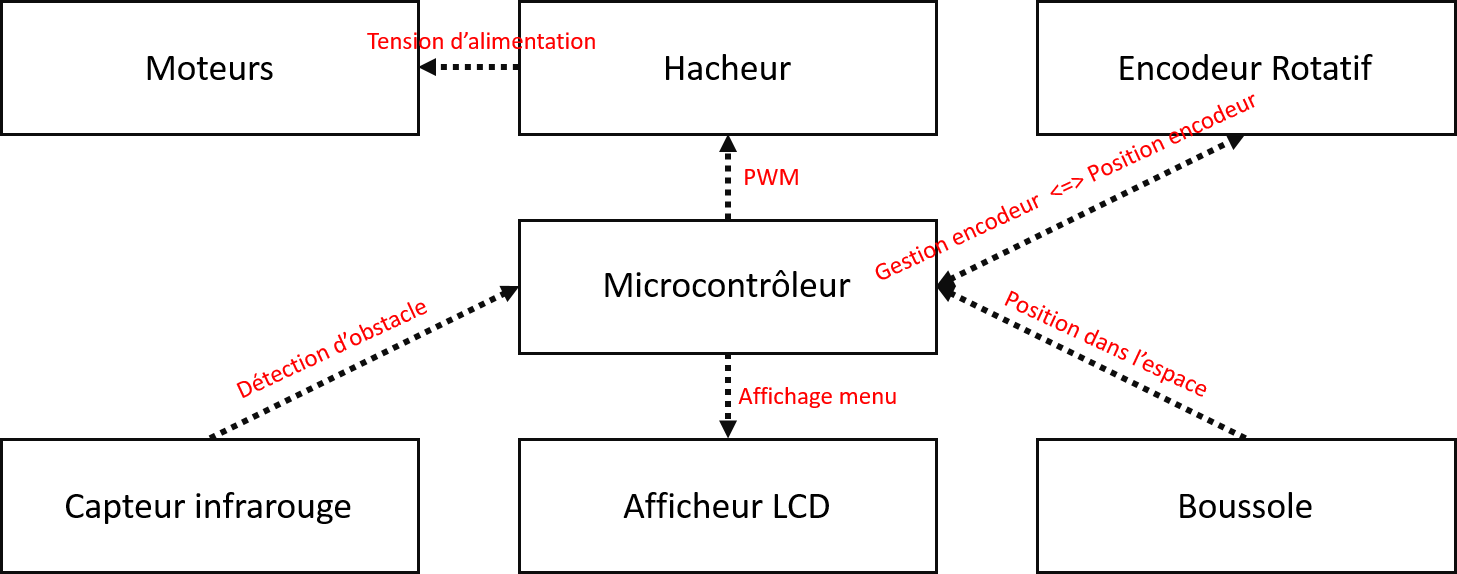 Moteurs
Tension d’alimentation
Hacheur
Encodeur Rotatif
PWM
Gestion encodeur <=> Position encodeur
Microcontrôleur
Détection d’obstacle
Position dans l’espace
Affichage menu
Capteur infrarouge
Afficheur LCD
Boussole